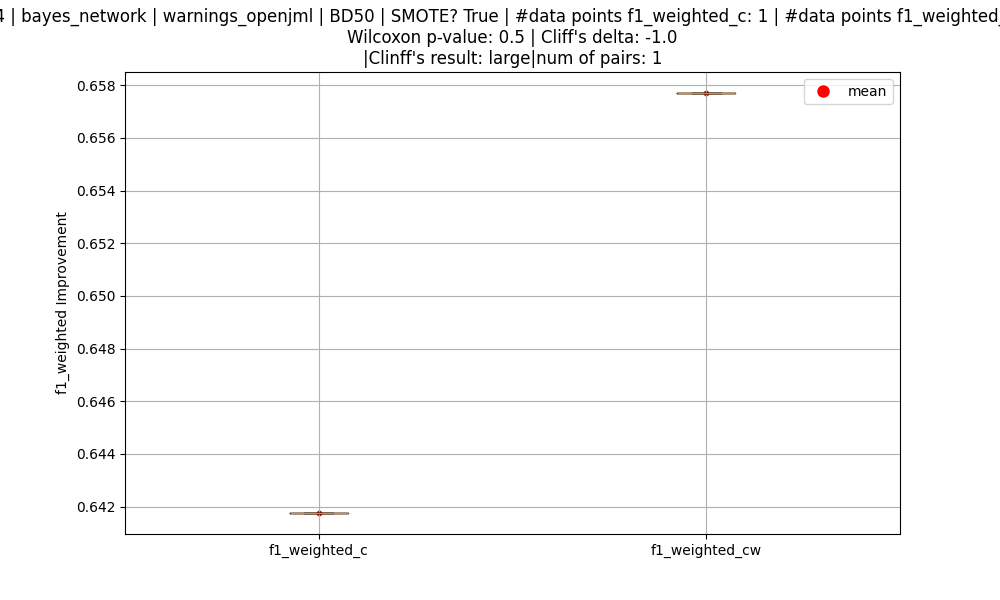 4 | bayes_network | warnings_openjml | BD50 | SMOTE? True | #data points f1_weighted_c: 1 | #data points f1_weighted_
Wilcoxon p-value: 0.5 | Cliff's delta: -1.0
|Clinff's result: large|num of pairs: 1
mean
f1_weighted Improvement
0.658
0.656
0.654
0.652
0.650
0.648
0.646
0.644
0.642
f1_weighted_c
f1_weighted_cw